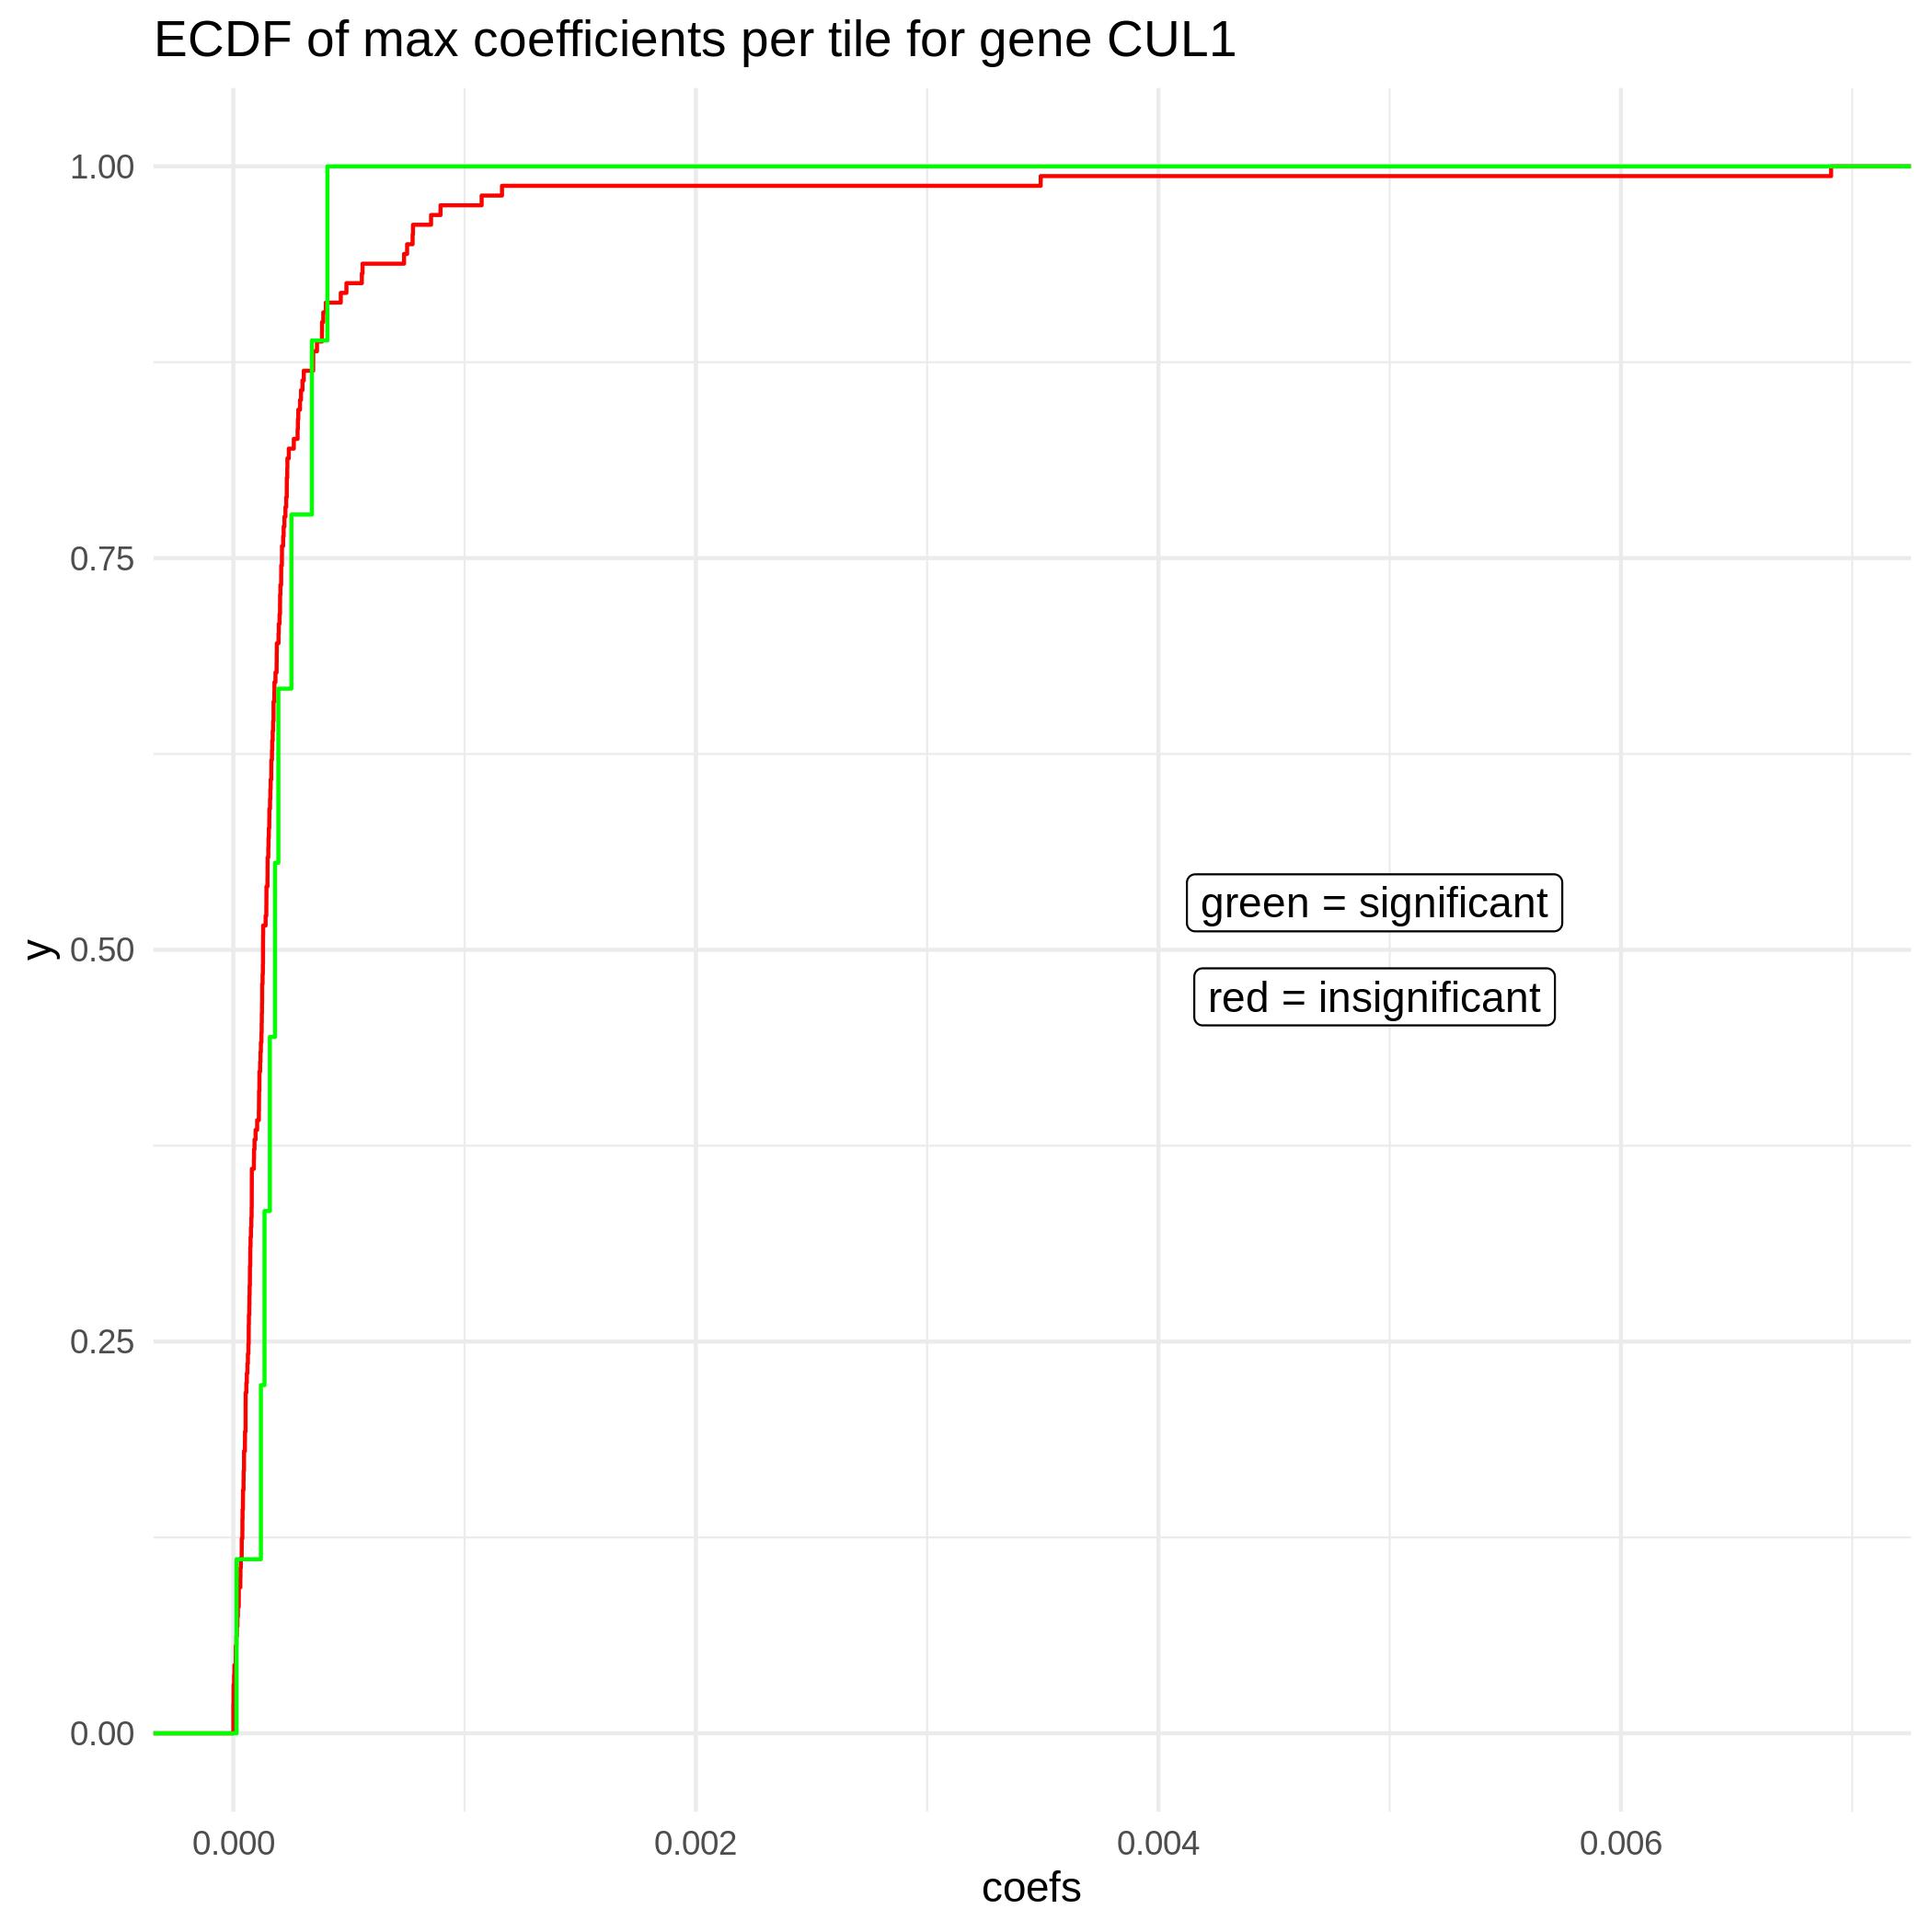 ECDF of max coefficients per tile for gene CUL1
1.00
0.75
0.50
0.25
0.00
y
green = significant
red = insignificant
0.000
0.002
0.004
0.006
coefs